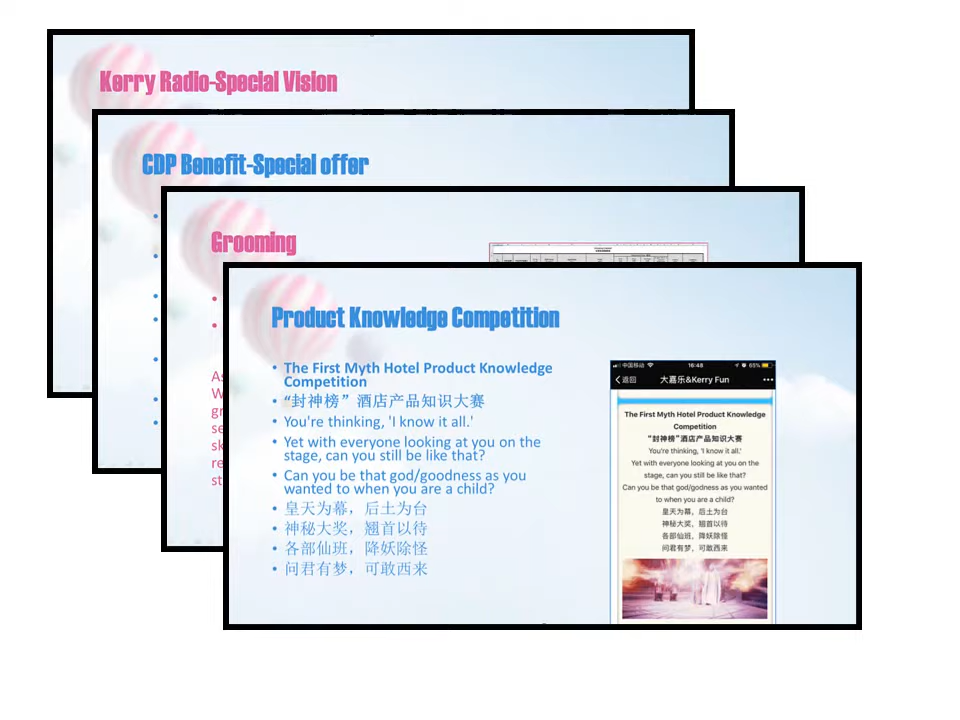 Kerry Radio-Special Vision
CDP Benefit-Special offer
Grooming
As
W
gr
se
sk
re
st
Product Knowledge Competition
• The First Myth Hotel Product Knowledge
Competition
• “封神榜”酒店产品知识大赛
• You're thinking, 'I know it all.'
• Yet with everyone looking at you on the
stage, can you still be like that?
• Can you be that god/goodness as you
wanted to when you are a child?
• 皇天为幕，后土为台
• 神秘大奖，翘首以待
• 各部仙班，降妖除怪
• 问君有梦，可敢西来
中国移动 16:48 65%
返回 大嘉乐&Kerry Fun •••
The First Myth Hotel Product Knowledge
Competition
“封神榜”酒店产品知识大赛
You're thinking, 'I know it all.'
Yet with everyone looking at you on the
stage, can you still be like that?
Can you be that god/godness as you wanted
to when you are a child?
皇天为幕，后土为台
神秘大奖，翘首以待
各部仙班，降妖除怪
问君有梦，可敢西来